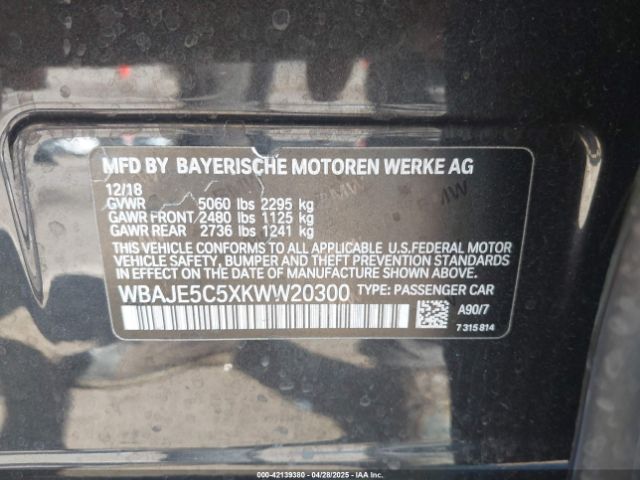 MFD BY BAYERISCHE MOTOREN WERKE AG
12/18
GVWR 5060 lbs 2295 kg
GAWR FRONT 2480 lbs 1125 kg
GAWR REAR 2736 lbs 1241 kg
THIS VEHICLE CONFORMS TO ALL APPLICABLE U.S.FEDERAL MOTOR
VEHICLE SAFETY, BUMPER, AND THEFT PREVENTION STANDARDS
IN EFFECT ON THE DATE OF MANUFACTURE SHOWN ABOVE.
WBAJE5C5XKWW20300 TYPE: PASSENGER CAR
A90/7
7 315 814
000-42139380 / 04/28/2025 - IAA Inc.